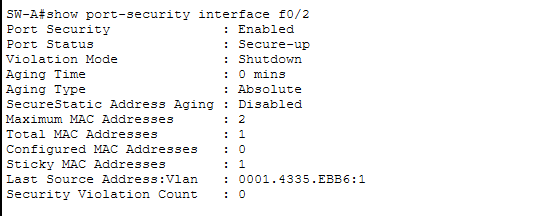 SW-A#show port-security interface f0/2
Port Security : Enabled
Port Status : Secure-up
Violation Mode : Shutdown
Aging Time : 0 mins
Aging Type : Absolute
SecureStatic Address Aging : Disabled
Maximum MAC Addresses : 2
Total MAC Addresses : 1
Configured MAC Addresses : 0
Sticky MAC Addresses : 1
Last Source Address:Vlan : 0001.4335.EBB6:1
Security Violation Count : 0